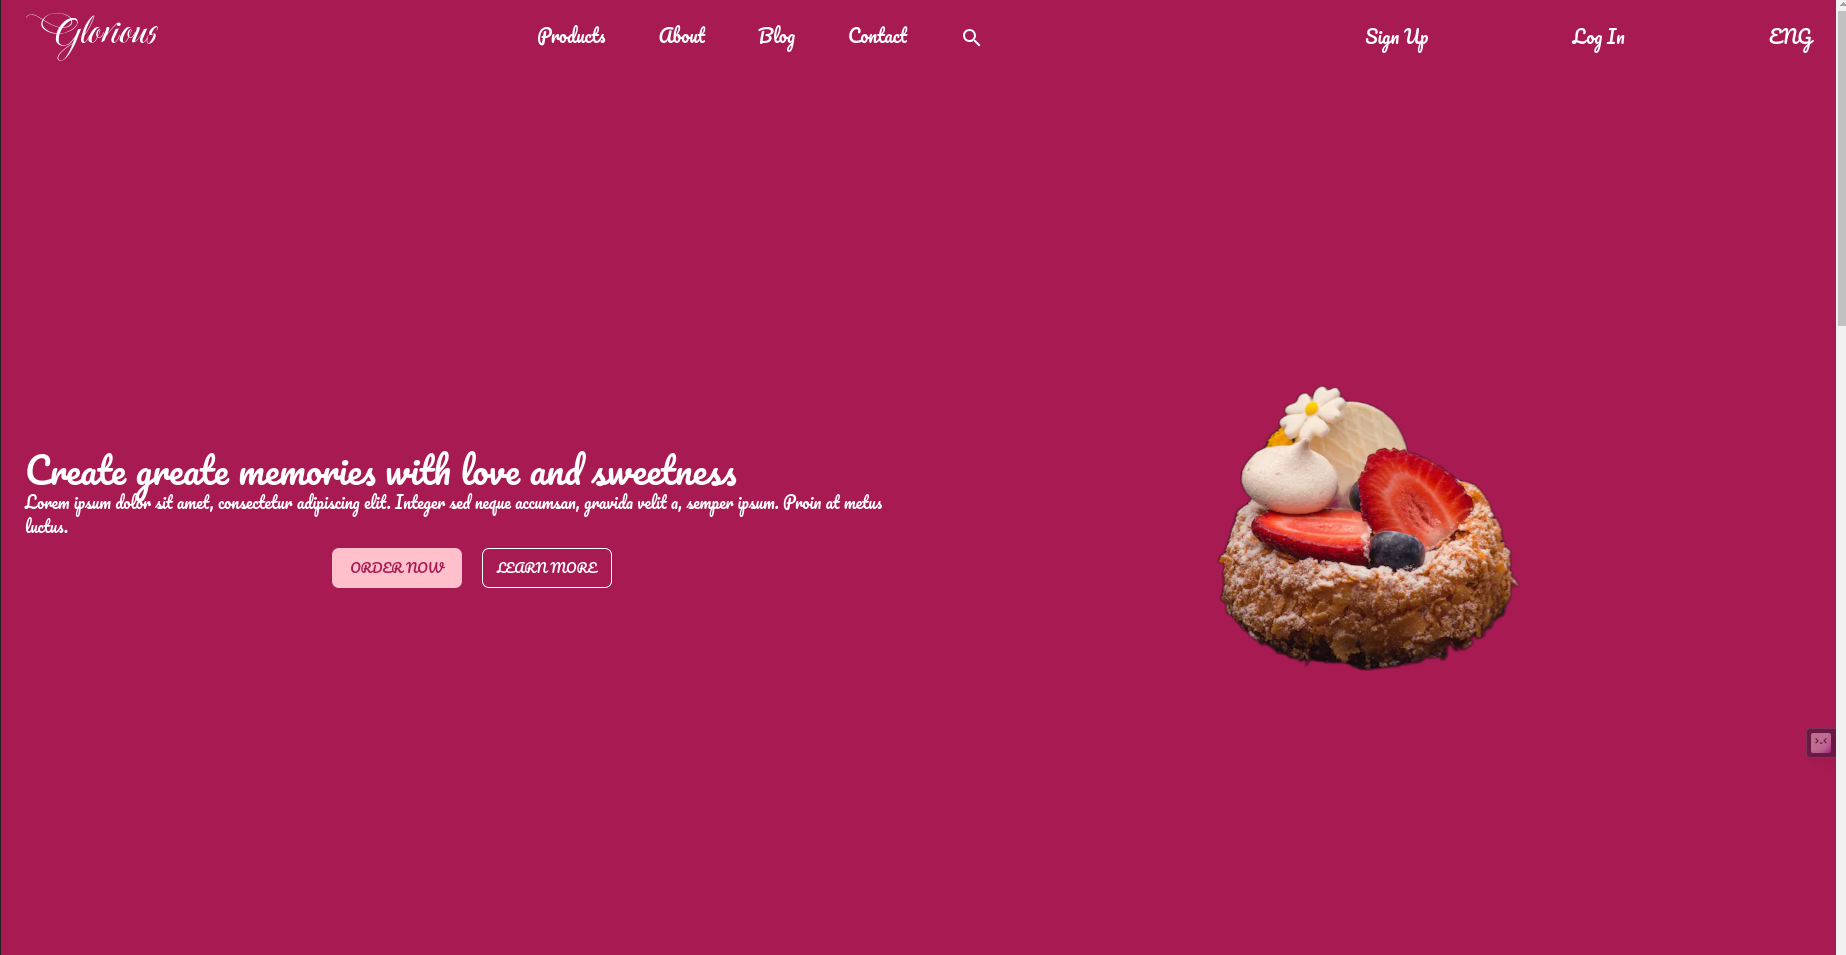 Glorious
Products About Blog Contact
Sign Up Log In ENG
Create greate memories with love and sweetness
Lorem ipsum dolor sit amet, consectetur adipiscing elit. Integer sed neque accumsan, gravida velit a, semper ipsum. Proin at metus
luctus.
ORDER NOW LEARN MORE